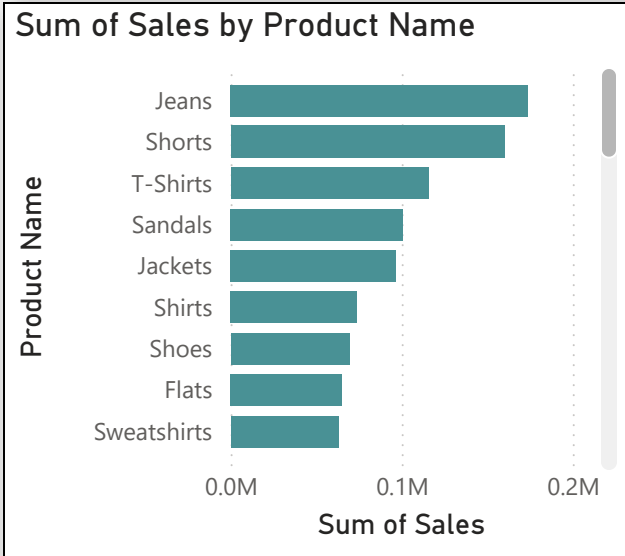 Sum of Sales by Product Name
Product Name
Jeans
Shorts
T-Shirts
Sandals
Jackets
Shirts
Shoes
Flats
Sweatshirts
0.0M 0.1M 0.2M
Sum of Sales